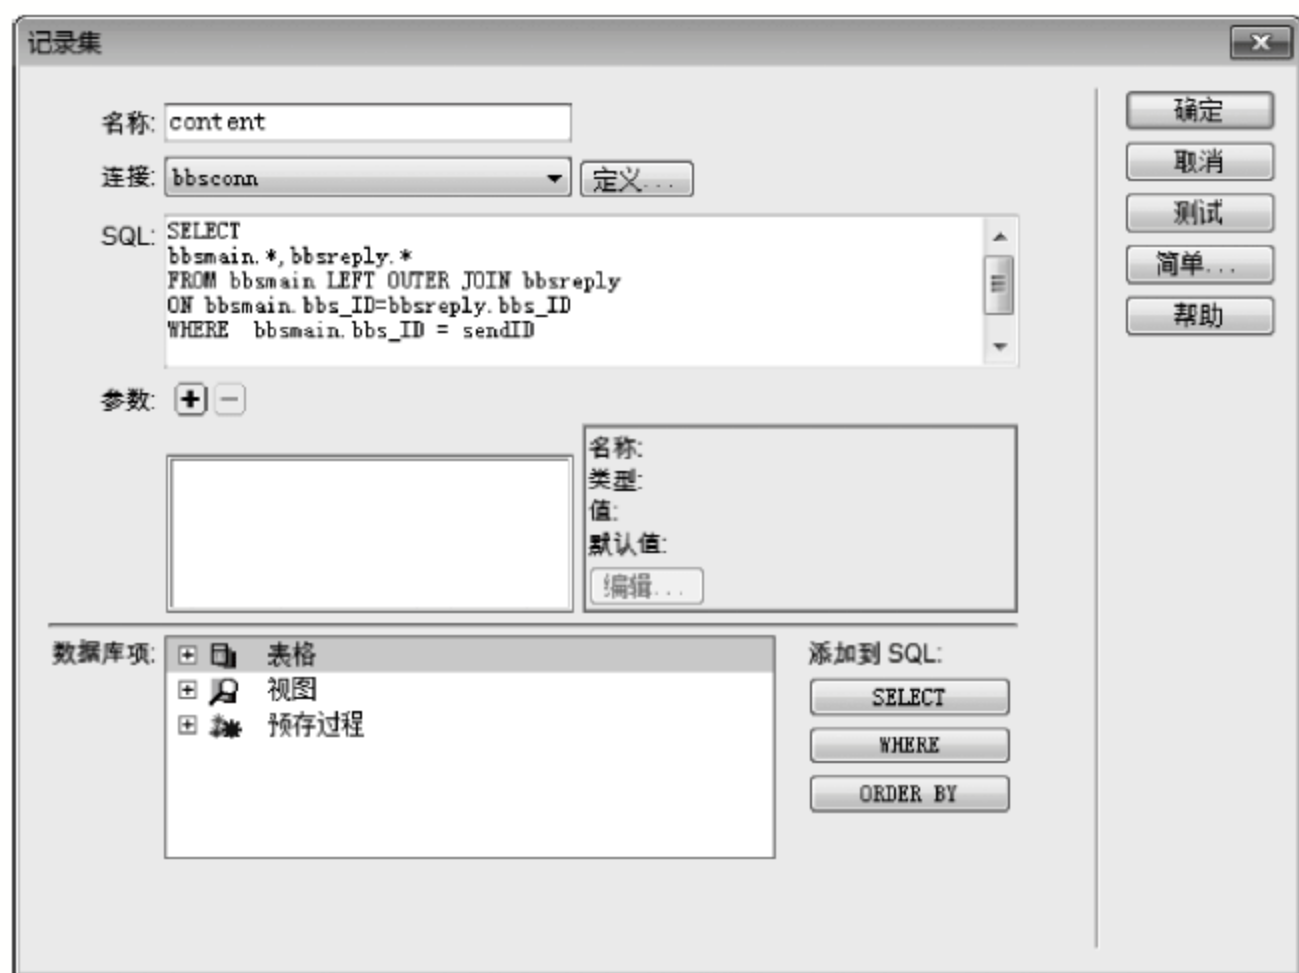 记录集
名称: content
连接: bbsconn 定义...
SQL: SELECT
bbsmain.*,bbsreply.*
FROM bbsmain LEFT OUTER JOIN bbsreply
ON bbsmain.bbs_ID=bbsreply.bbs_ID
WHERE  bbsmain.bbs_ID = sendID
确定
取消
测试
简单...
帮助
参数:
名称:
类型:
值:
默认值:
编辑...
数据库项: 表格
视图
预存过程
添加到 SQL:
SELECT
WHERE
ORDER BY